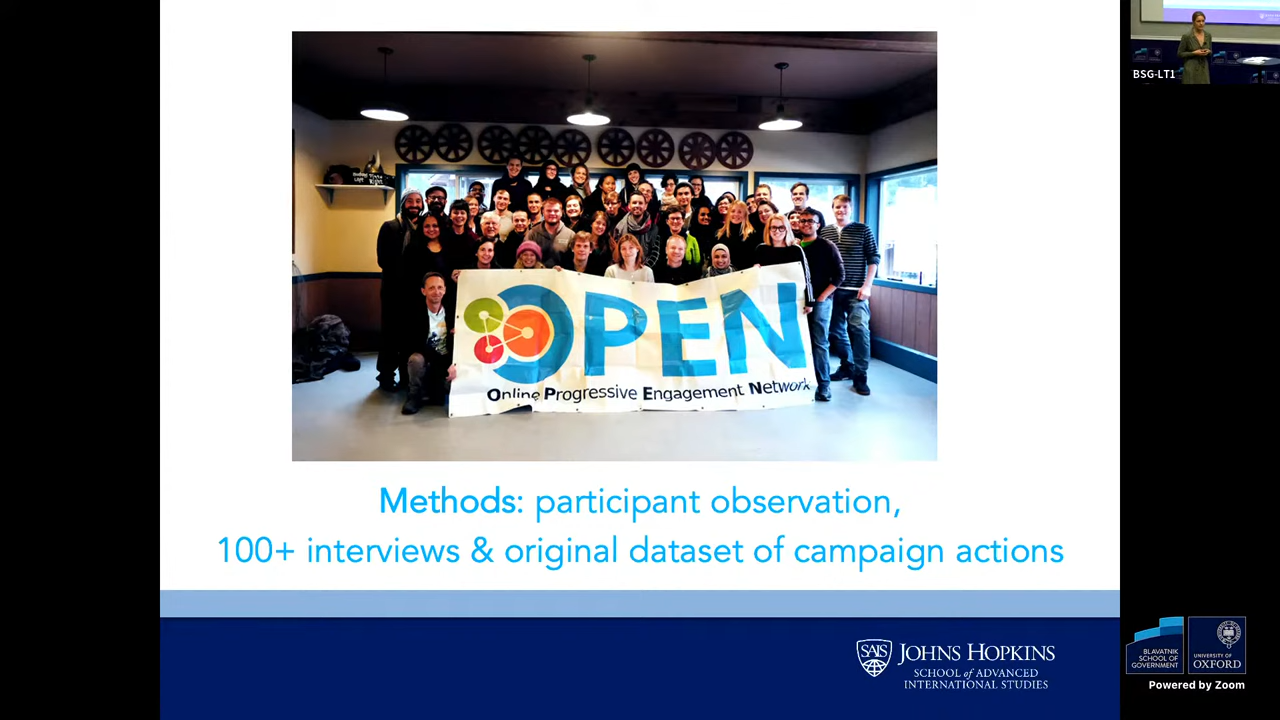 OPEN
Online Progressive Engagement Network
Methods: participant observation,
100+ interviews & original dataset of campaign actions
SAIS
JOHNS HOPKINS
SCHOOL of ADVANCED
INTERNATIONAL STUDIES
BSG-LT1
BLAVATNIK
SCHOOL OF
GOVERNMENT
UNIVERSITY OF
OXFORD
Powered by Zoom